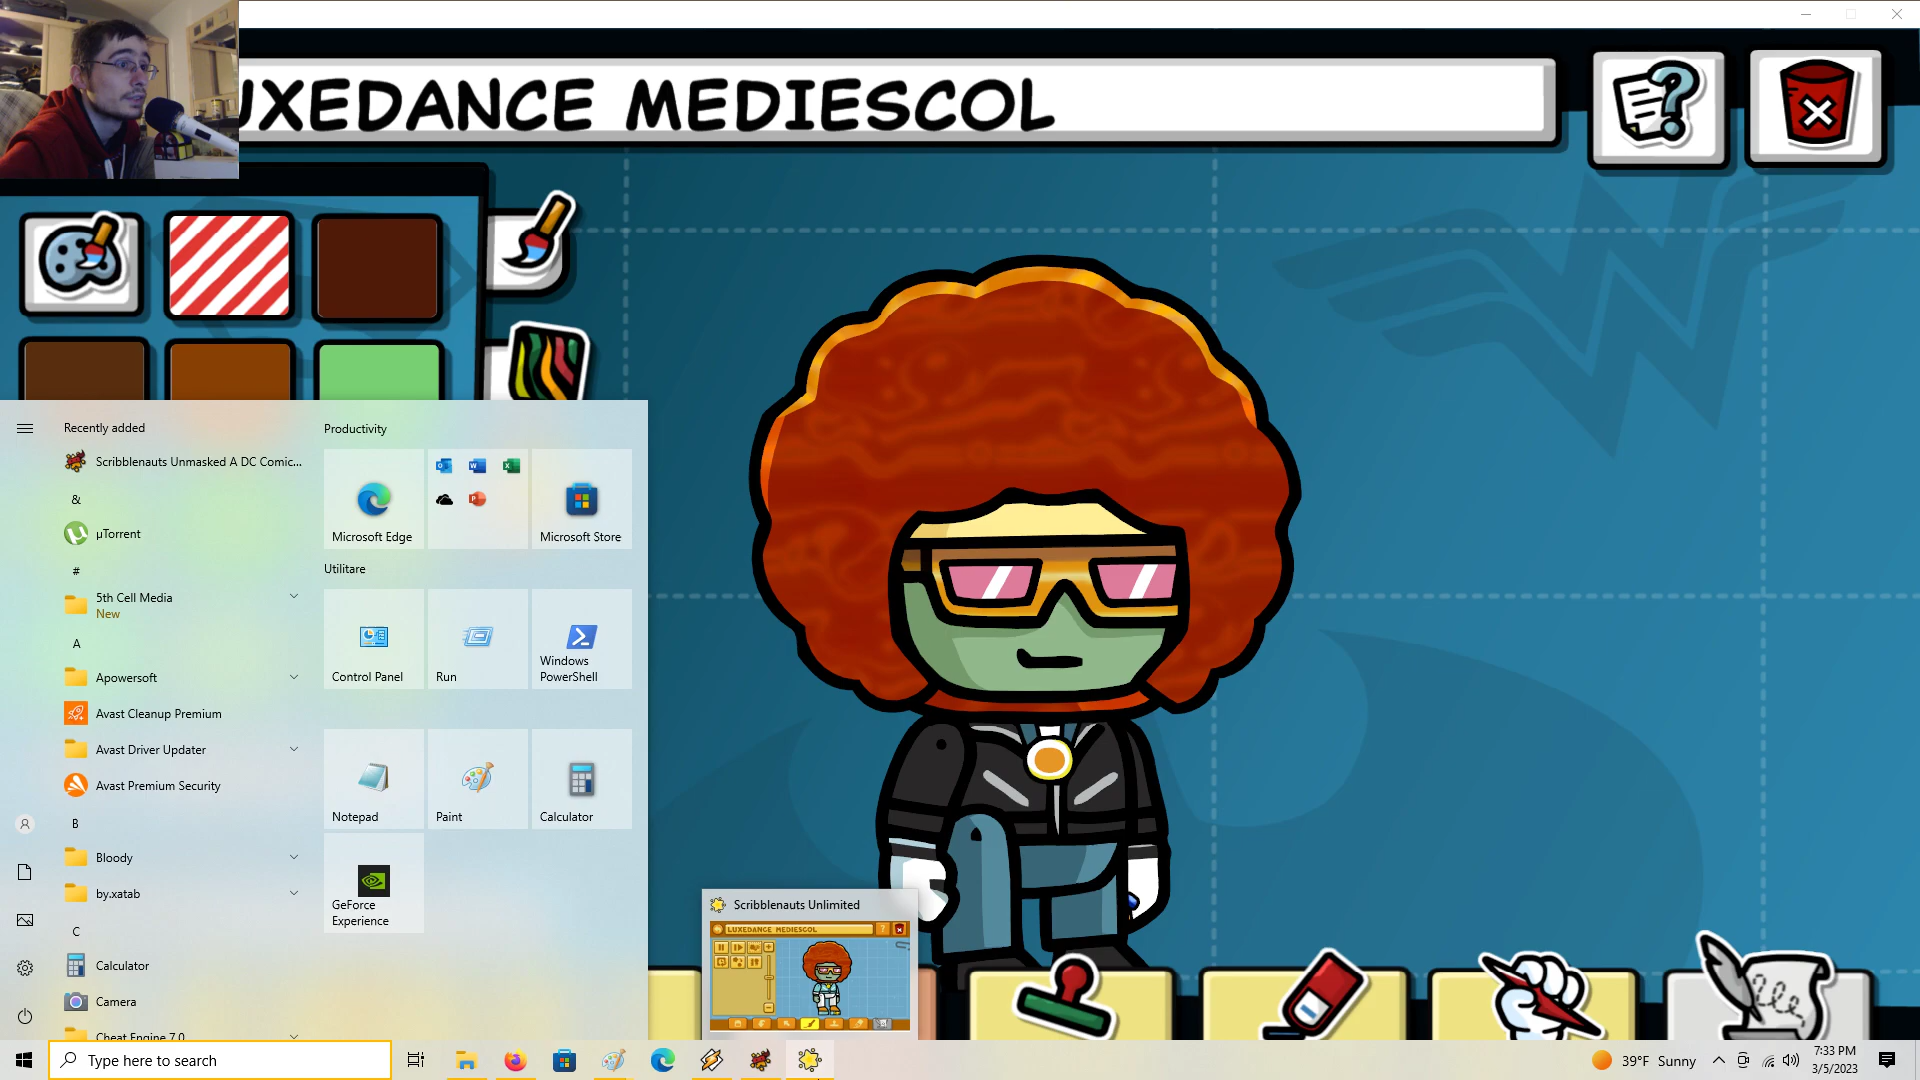 UXEDANCE MEDIESCOL
Recently added
Productivity
Scribblenauts Unmasked A DC Comic...
&
µTorrent
Microsoft Edge
Microsoft Store
#
Utilitare
5th Cell Media
New
A
Apowersoft
Control Panel
Run
Windows
PowerShell
Avast Cleanup Premium
Avast Driver Updater
Avast Premium Security
Notepad
Paint
Calculator
B
Bloody
by.xatab
GeForce
Experience
C
Calculator
Camera
Cheat Engine 7.0
Scribblenauts Unlimited
LUXEDANCE MEDIESCOL
Type here to search
39°F Sunny
7:33 PM
3/5/2023